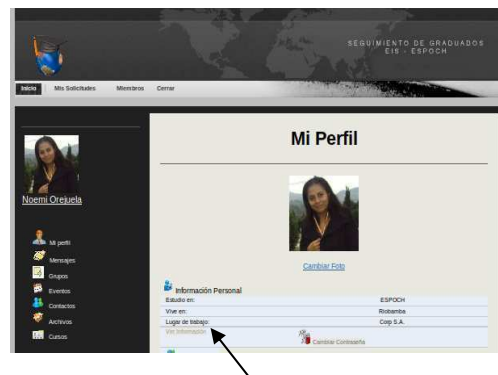 SEGUIMIENTO DE GRADUADOS
EIS - ESPOCH
Inicio Mis Solicitudes Miembros Cerrar
Mi Perfil
Noemi Orejuela
Cambiar Foto
Mi perfil
Mensajes
Grupos
Eventos
Contactos
Archivos
Cursos
Información Personal
Estudio en: ESPOCH
Vive en: Riobamba
Lugar de trabajo: Corp S.A.
Ver Información Cambiar Contraseña